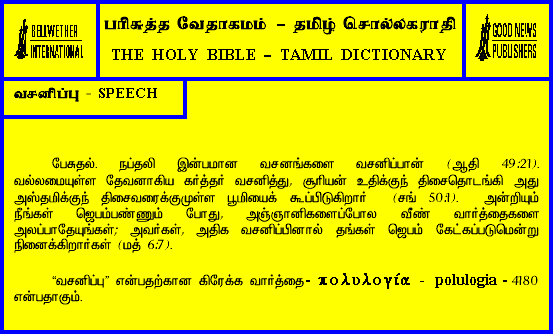 BELLWETHER
INTERNATIONAL
பரிசுத்த வேதாகமம் – தமிழ் சொல்லகராதி
THE HOLY BIBLE – TAMIL DICTIONARY
GOOD NEWS
PUBLISHERS
வசனிப்பு - SPEECH
பேசுதல். நப்தலி இன்பமான வசனங்களை வசனிப்பான் (ஆதி 49:21).
வல்லமையுள்ள தேவனாகிய கர்த்தர் வசனித்து, சூரியன் உதிக்குந் திசைதொடங்கி அது
அஸ்தமிக்குந் திசைவரைக்குமுள்ள பூமியைக் கூப்பிடுகிறார் (சங் 50:1). அன்றியும்
நீங்கள் ஜெபம்பண்ணும் போது, அஞ்ஞானிகளைப்போல வீண் வார்த்தைகளை
அலப்பாதேயுங்கள்; அவர்கள், அதிக வசனிப்பினால் தங்கள் ஜெபம் கேட்கப்படுமென்று
நினைக்கிறார்கள் (மத் 6:7).
“வசனிப்பு” என்பதற்கான கிரேக்க வார்த்தை- πολυλογία - polulogia - 4180
என்பதாகும்.